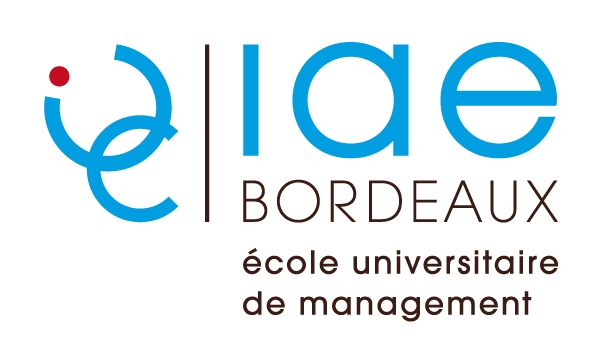 iae
BORDEAUX
école universitaire
de management